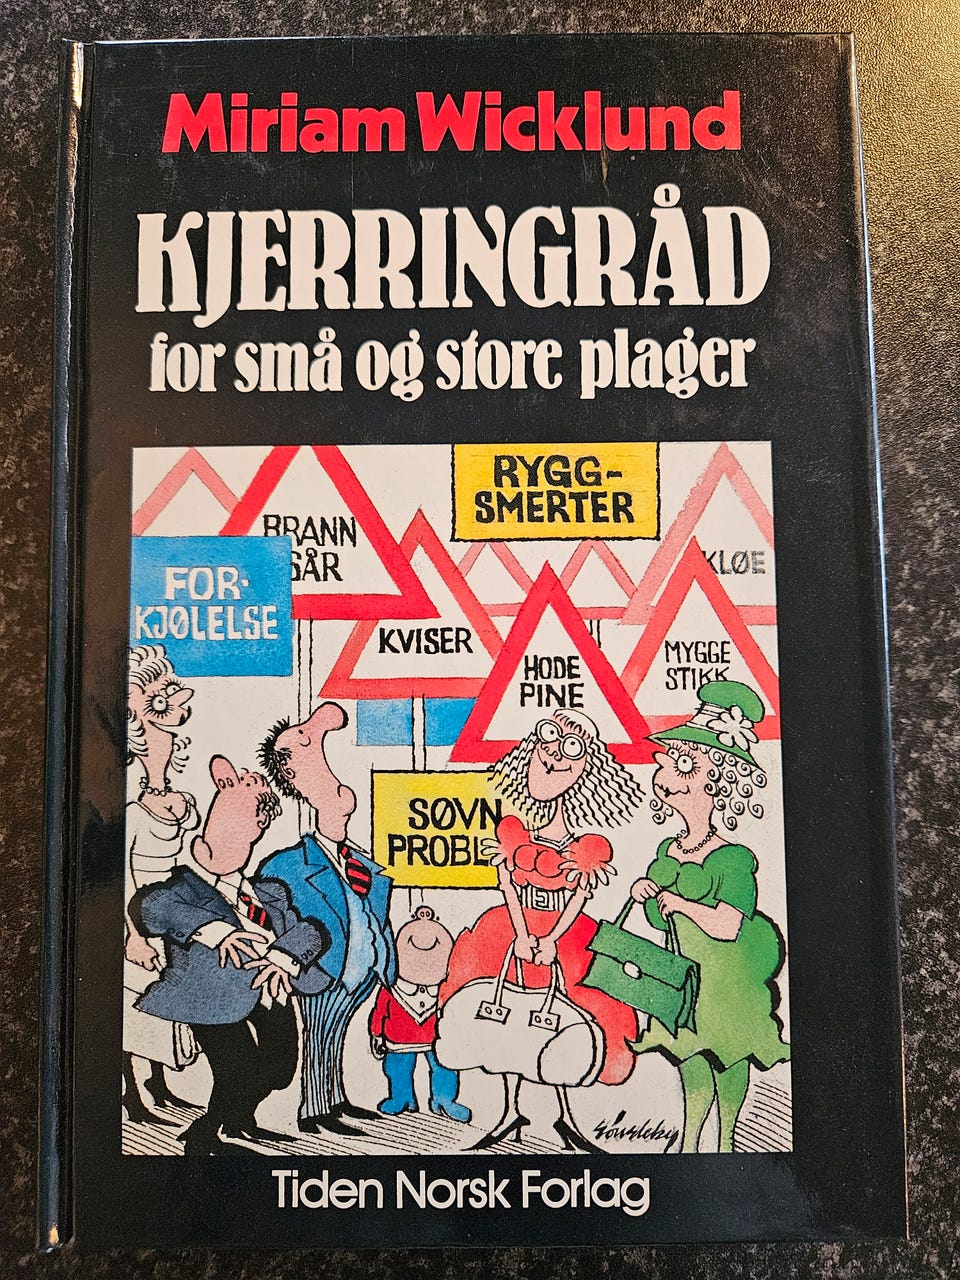 Miriam Wicklund
KJERRINGRÅD
for små og store plager
RYGG-
SMERTER
BRANN
SÅR
KLØE
FOR-
KJØLELSE
KVISER
HODE
PINE
MYGGE
STIKK
SØVN
PROBL
Tiden Norsk Forlag